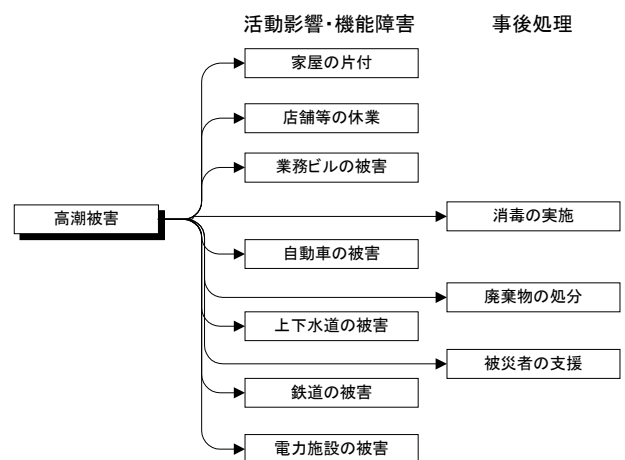 活動影響・機能障害
事後処理
家屋の片付
店舗等の休業
業務ビルの被害
高潮被害
消毒の実施
自動車の被害
廃棄物の処分
上下水道の被害
被災者の支援
鉄道の被害
電力施設の被害